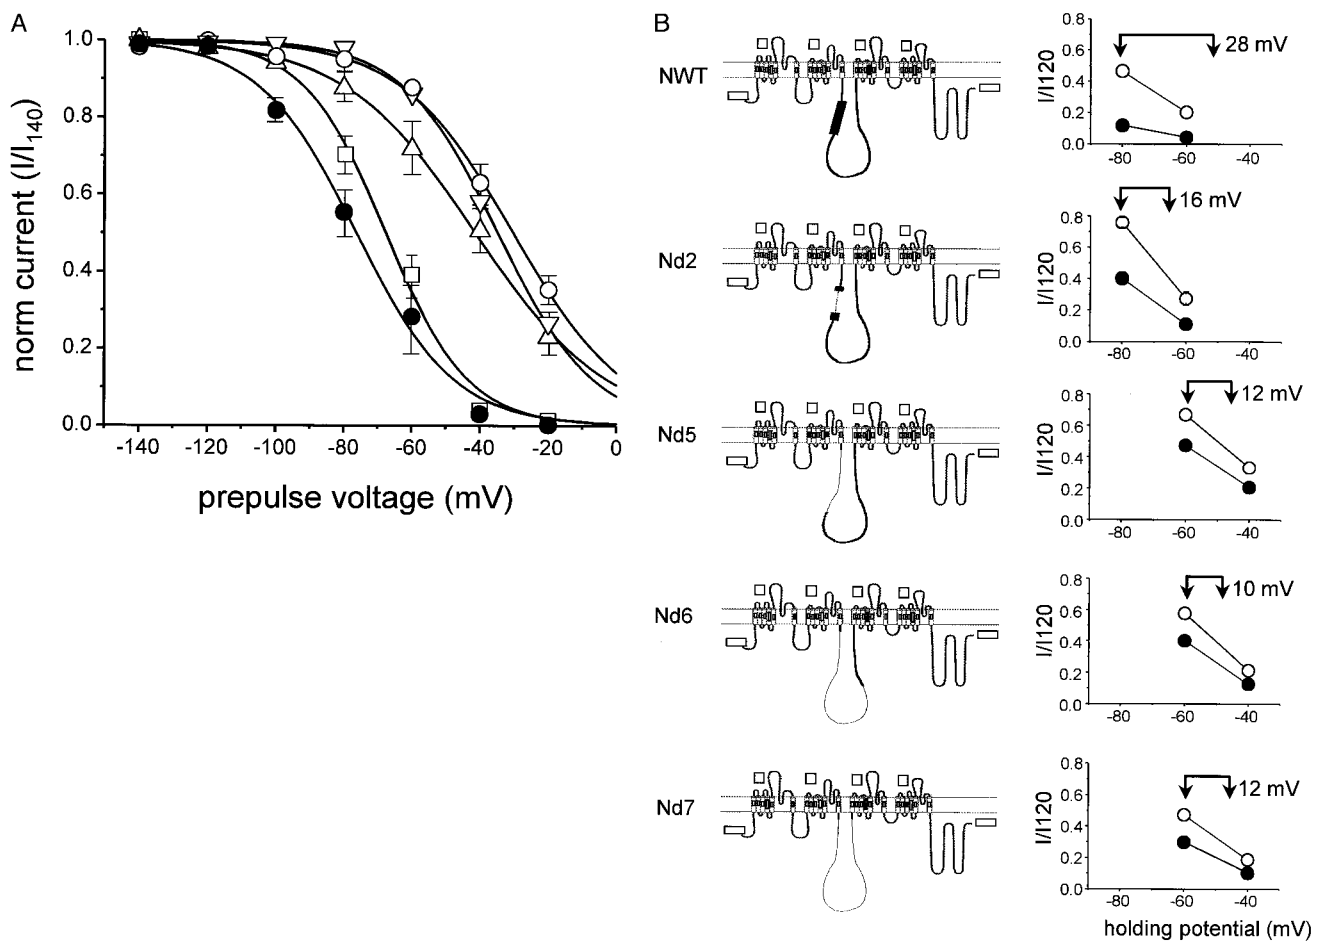 A
norm current (I/I140)
1.0
0.8
0.6
0.4
0.2
0.0
-140
-120
-100
-80
-60
-40
-20
0
prepulse voltage (mV)
B
NWT
I/I120
0.8
0.6
0.4
0.2
0.0
-80
-60
-40
28 mV
Nd2
I/I120
0.8
0.6
0.4
0.2
0.0
-80
-60
-40
16 mV
Nd5
I/I120
0.8
0.6
0.4
0.2
0.0
-80
-60
-40
12 mV
Nd6
I/I120
0.8
0.6
0.4
0.2
0.0
-80
-60
-40
10 mV
Nd7
I/I120
0.8
0.6
0.4
0.2
0.0
-80
-60
-40
12 mV
holding potential (mV)